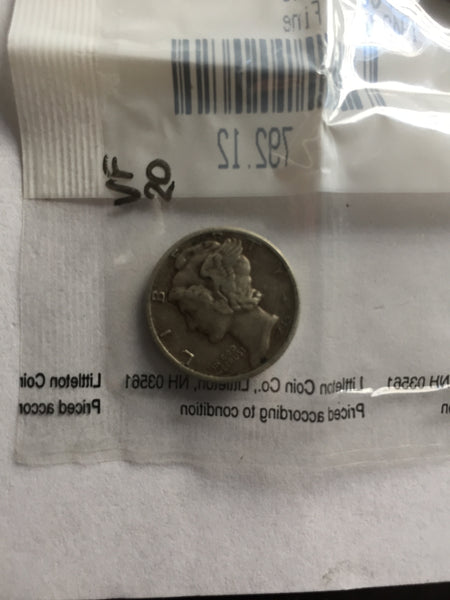 Fine
792.12
VF
20
LIBERTY
NH 03561 Littleton Coin Co., Littleton, NH 03561 Littleton Coin
n Priced according to condition Priced accor